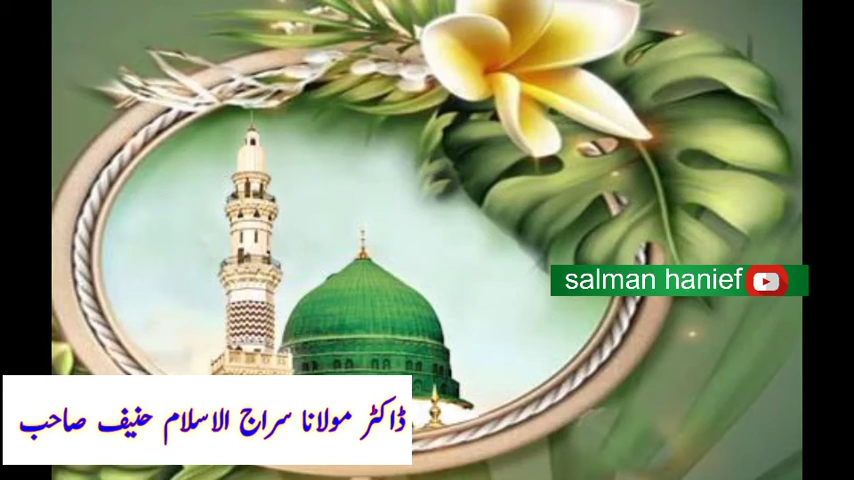 salman hanief
ڈاکٹر مولانا سراج الاسلام حنیف صاحب